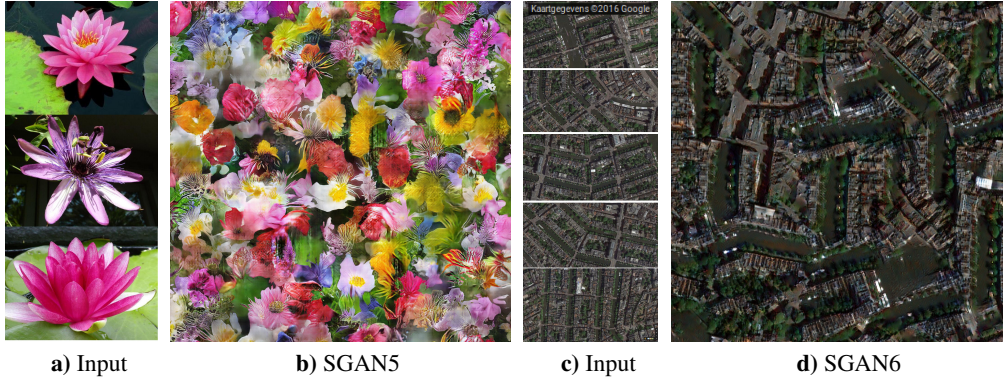 Kaartgegevens ©2016 Google
a) Input
b) SGAN5
c) Input
d) SGAN6